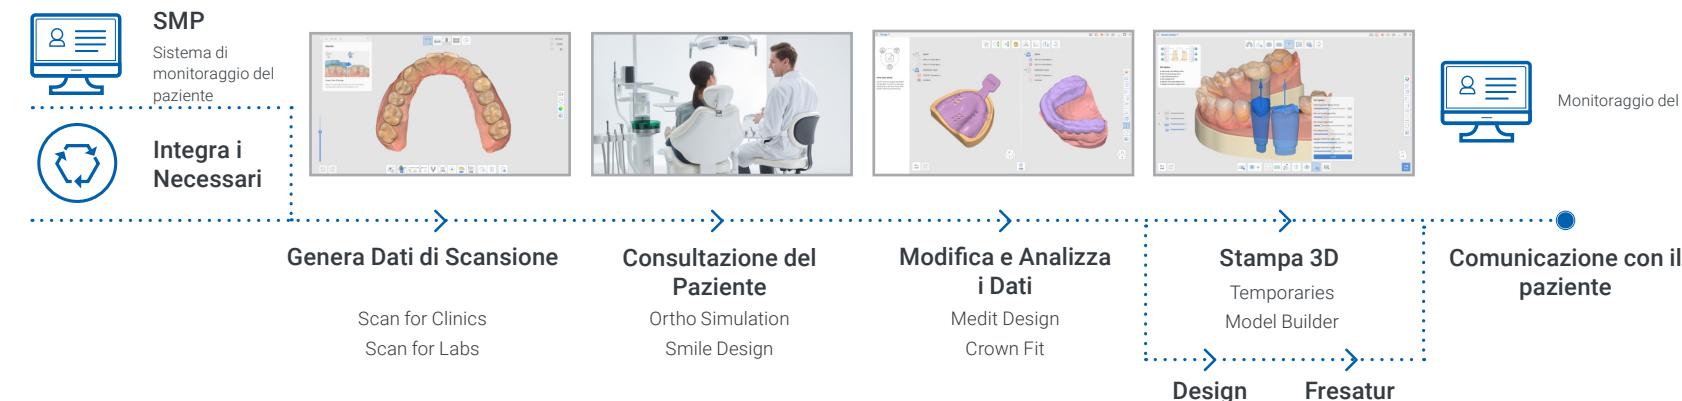 SMP
Sistema di
monitoraggio del
paziente
Integra i
Necessari
Genera Dati di Scansione
Scan for Clinics
Scan for Labs
Consultazione del
Paziente
Ortho Simulation
Smile Design
Modifica e Analizza
i Dati
Medit Design
Crown Fit
Stampa 3D
Temporaries
Model Builder
Design
Fresatur
Monitoraggio del
Comunicazione con il
paziente